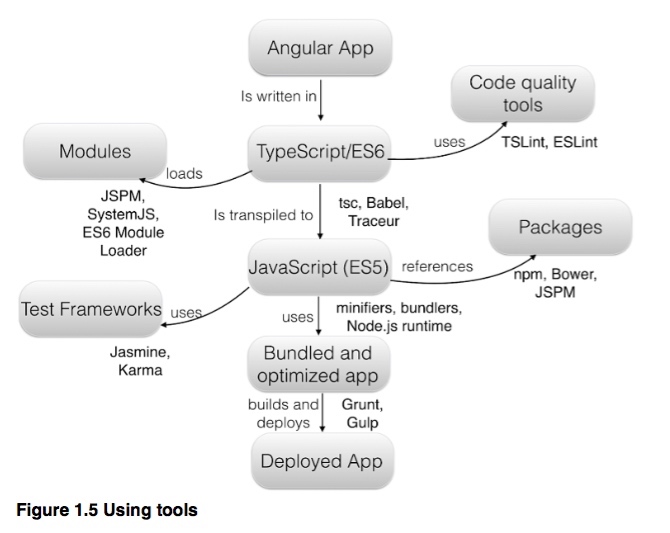 Angular App
Is written in
Code quality
tools
TSLint, ESLint
TypeScript/ES6
uses
Modules
loads
JSPM,
SystemJS,
ES6 Module
Loader
Is transpiled to
tsc, Babel,
Traceur
Packages
npm, Bower,
JSPM
JavaScript (ES5)
references
Test Frameworks
uses
Jasmine,
Karma
uses
minifiers, bundlers,
Node.js runtime
Bundled and
optimized app
builds and
deploys
Grunt,
Gulp
Deployed App
Figure 1.5 Using tools